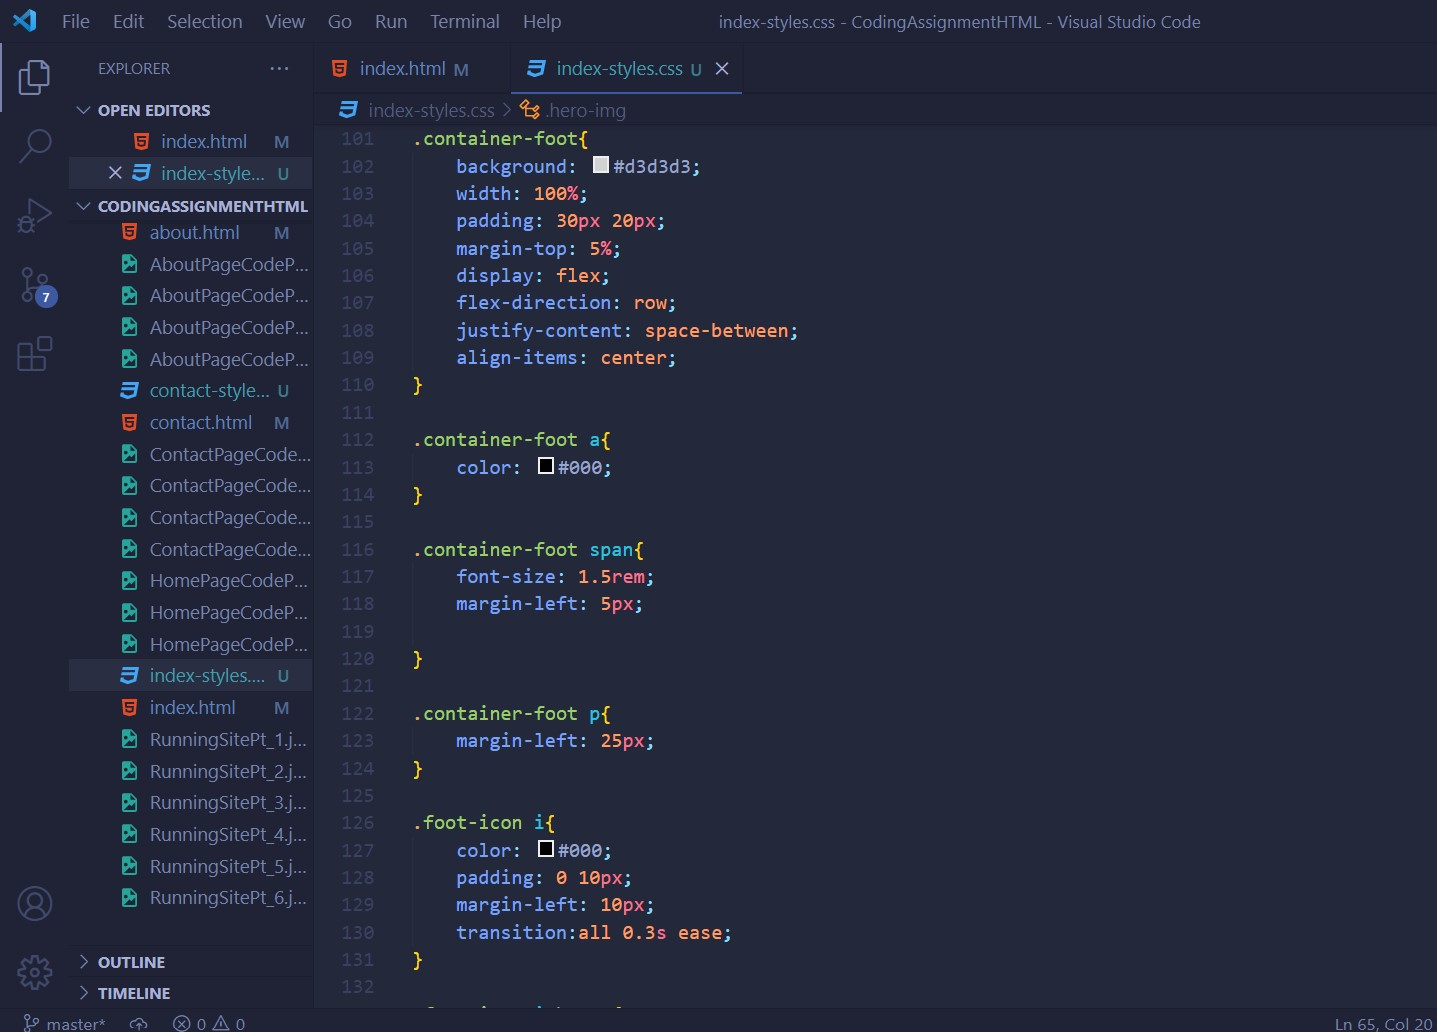 File Edit Selection View Go Run Terminal Help index-styles.css - CodingAssignmentHTML - Visual Studio Code
EXPLORER ...
OPEN EDITORS
index.html M
index-style... U
CODINGASSIGNMENTHTML
about.html M
AboutPageCodeP...
AboutPageCodeP...
AboutPageCodeP...
AboutPageCodeP...
contact-style... U
contact.html M
ContactPageCode...
ContactPageCode...
ContactPageCode...
ContactPageCode...
HomePageCodeP...
HomePageCodeP...
HomePageCodeP...
index-styles.... U
index.html M
RunningSitePt_1.j...
RunningSitePt_2.j...
RunningSitePt_3.j...
RunningSitePt_4.j...
RunningSitePt_5.j...
RunningSitePt_6.j...
OUTLINE
TIMELINE
7
index.html M index-styles.css U
index-styles.css > .hero-img
101 .container-foot{
102 background: #d3d3d3;
103 width: 100%;
104 padding: 30px 20px;
105 margin-top: 5%;
106 display: flex;
107 flex-direction: row;
108 justify-content: space-between;
109 align-items: center;
110 }
111
112 .container-foot a{
113 color: #000;
114 }
115
116 .container-foot span{
117 font-size: 1.5rem;
118 margin-left: 5px;
119
120 }
121
122 .container-foot p{
123 margin-left: 25px;
124 }
125
126 .foot-icon i{
127 color: #000;
128 padding: 0 10px;
129 margin-left: 10px;
130 transition:all 0.3s ease;
131 }
132
master* 0 0 Ln 65, Col 20